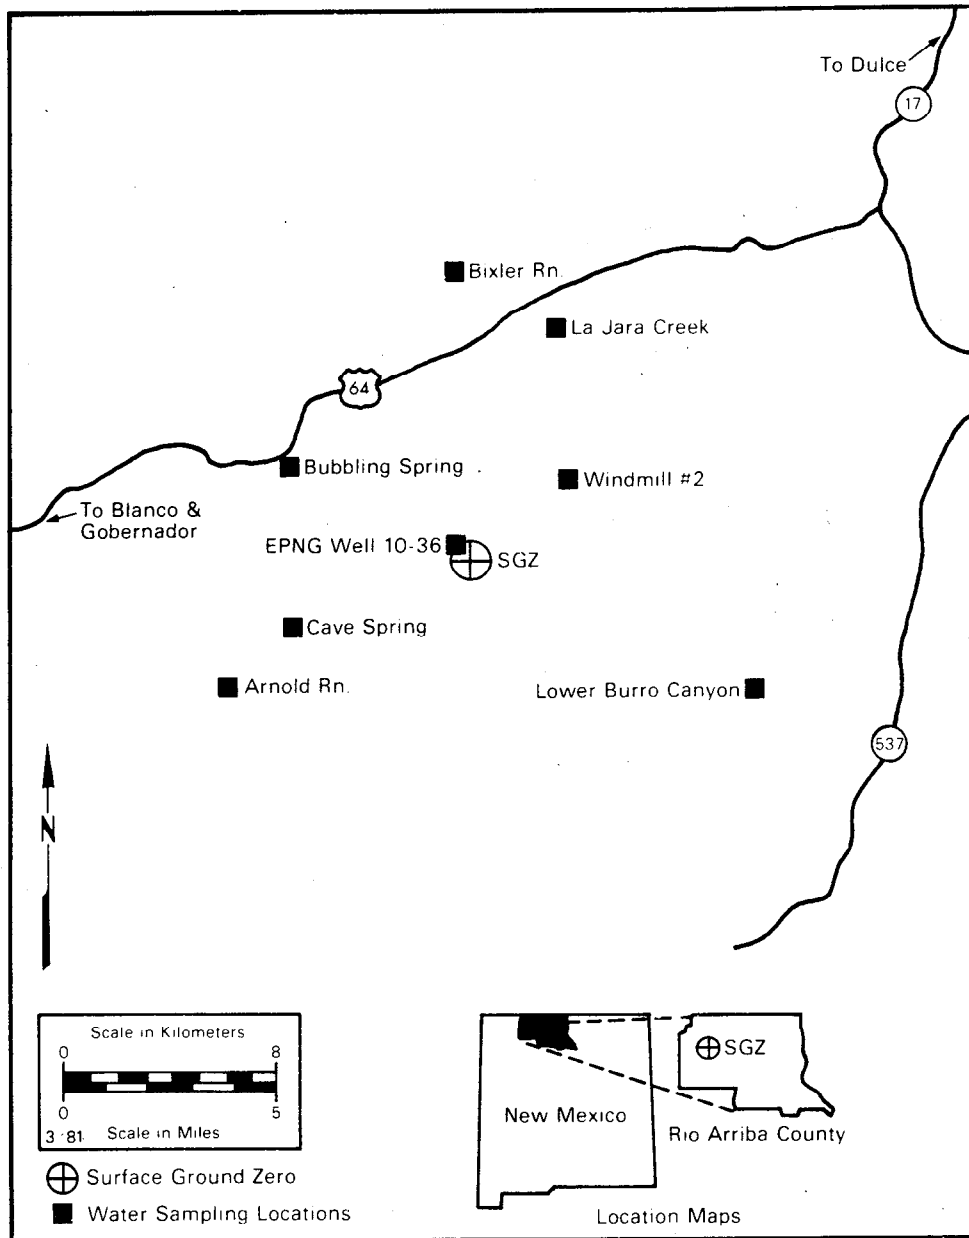 To Dulce
17
Bixler Rn.
La Jara Creek
64
Bubbling Spring
Windmill #2
To Blanco &
Gobernador
EPNG Well 10-36
SGZ
Cave Spring
Arnold Rn.
Lower Burro Canyon
537
N
Scale in Kilometers
0 8
0 5
3 81 Scale in Miles
Surface Ground Zero
Water Sampling Locations
New Mexico
SGZ
Rio Arriba County
Location Maps